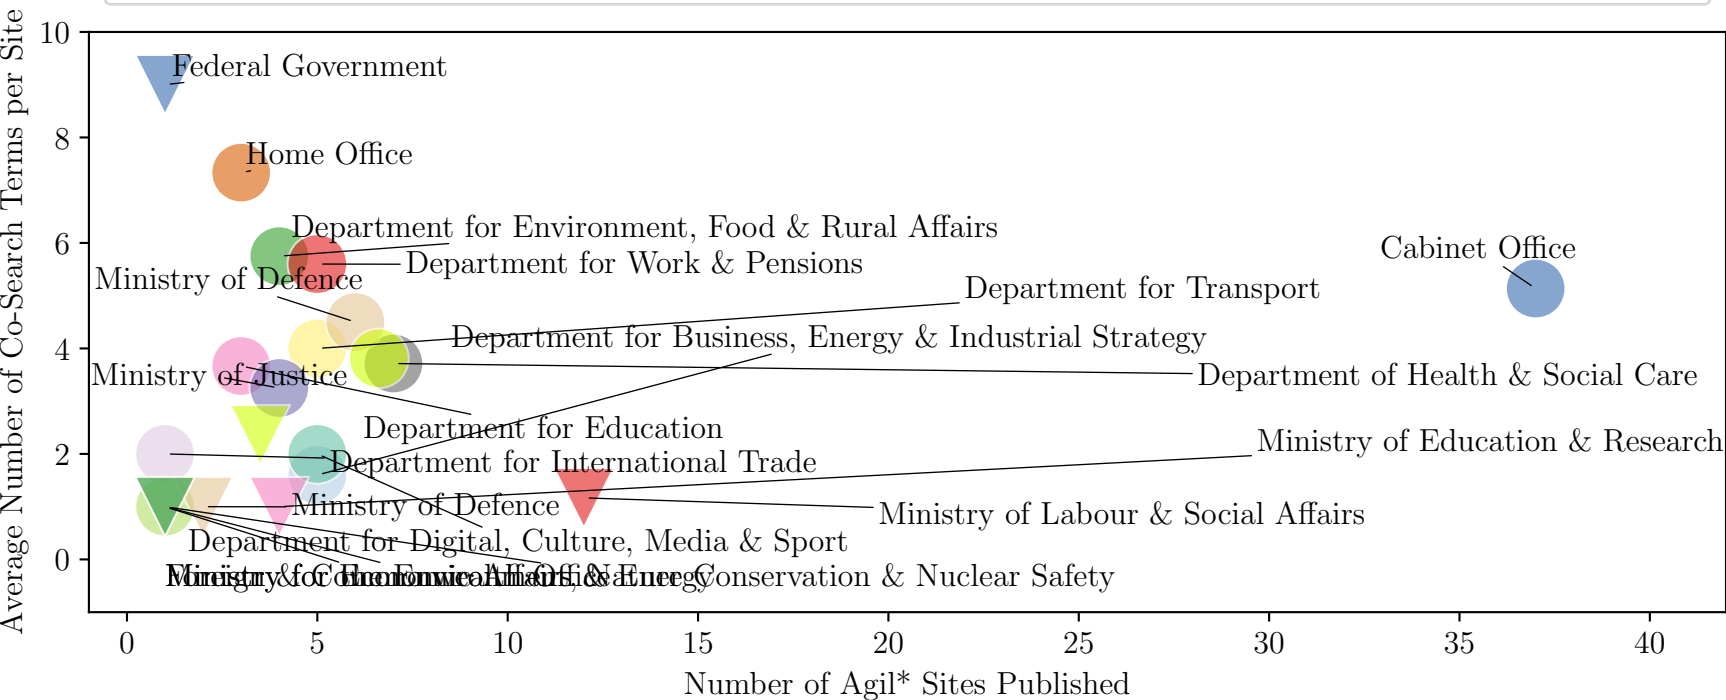 Average Number of Co-Search Terms per Site
10
8
6
4
2
0
Federal Government
Home Office
Department for Environment, Food & Rural Affairs
Cabinet Office
Department for Work & Pensions
Ministry of Defence
Department for Transport
Department for Business, Energy & Industrial Strategy
Ministry of Justice
Department of Health & Social Care
Department for Education
Ministry of Education & Research
Department for International Trade
Ministry of Defence
Ministry of Labour & Social Affairs
Department for Digital, Culture, Media & Sport
Conservation & Nuclear Safety
0 5 10 15 20 25 30 35 40
Number of Agil* Sites Published